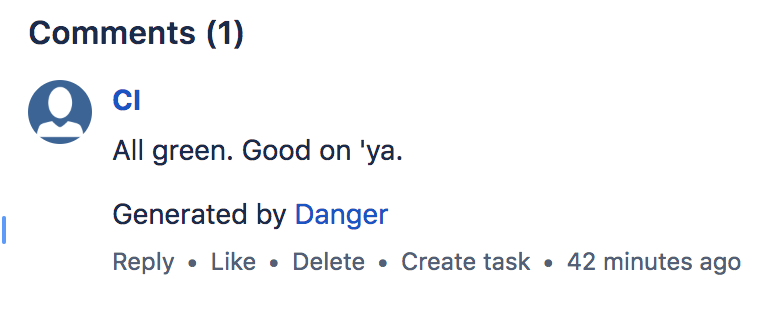 Comments (1)
CI
All green. Good on 'ya.
Generated by Danger
Reply • Like • Delete • Create task • 42 minutes ago